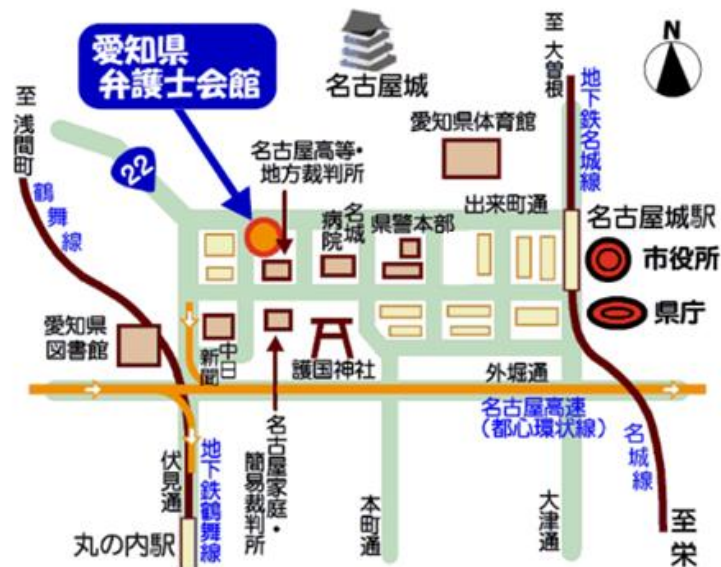 愛知県
弁護士会館
名古屋城
至 大曽根
地下鉄名城線
N
至 浅間町
鶴舞線
22
名古屋高等・
地方裁判所
愛知県体育館
出来町通
名城
病院
県警本部
名古屋城駅
市役所
県庁
愛知県
図書館
中日
新聞
護国神社
外堀通
名古屋高速
(都心環状線)
名城線
伏見通
地下鉄鶴舞線
名古屋家庭・
簡易裁判所
本町通
大津通
至 栄
丸の内駅